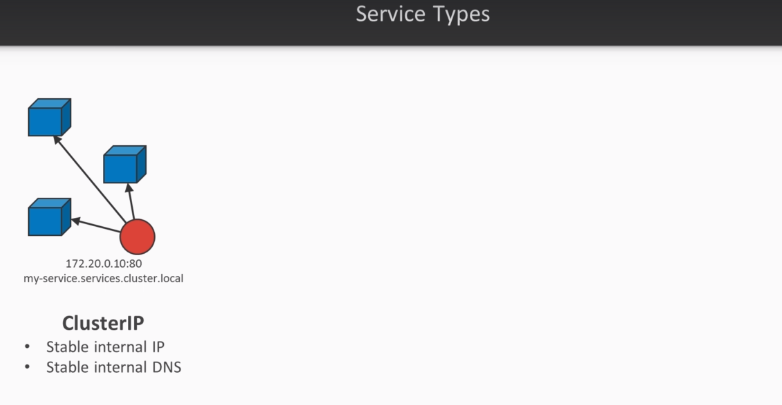 Service Types
172.20.0.10:80
my-service.services.cluster.local
ClusterIP
• Stable internal IP
• Stable internal DNS